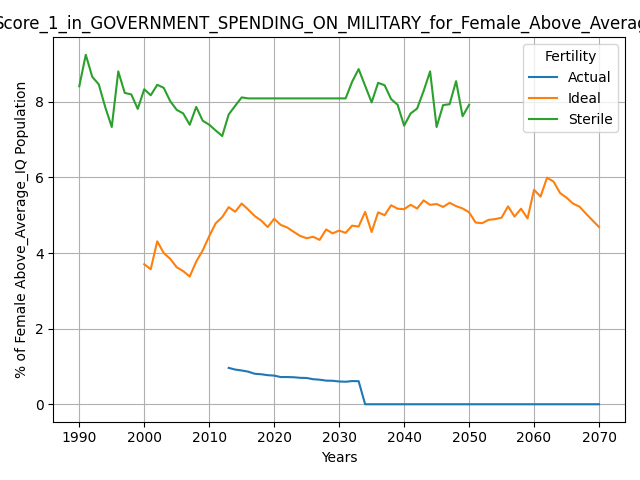 Score_1_in_GOVERNMENT_SPENDING_ON_MILITARY_for_Female_Above_Averag
Fertility
Actual
Ideal
Sterile
% of Female Above_Average_IQ Population
8
6
4
2
0
1990 2000 2010 2020 2030 2040 2050 2060 2070
Years